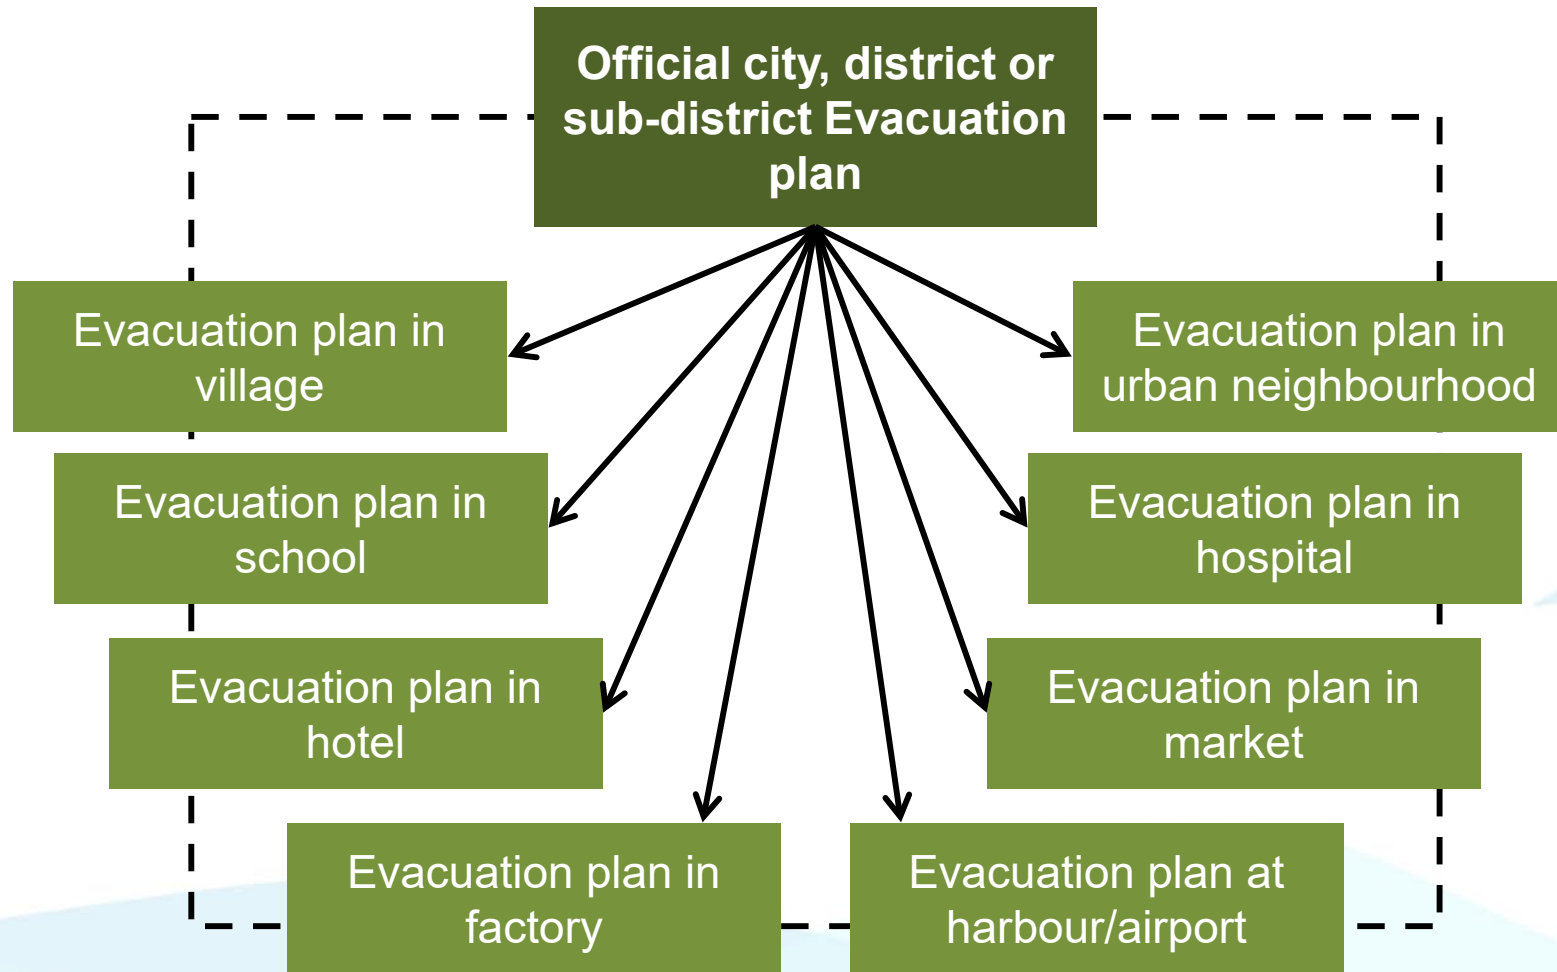 Official city, district or
sub-district Evacuation
plan
Evacuation plan in
village
Evacuation plan in
urban neighbourhood
Evacuation plan in
school
Evacuation plan in
hospital
Evacuation plan in
hotel
Evacuation plan in
market
Evacuation plan in
factory
Evacuation plan at
harbour/airport